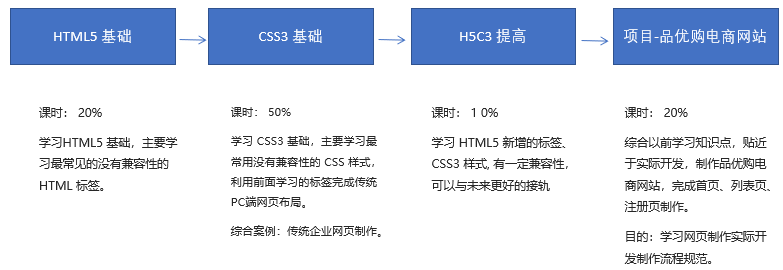 HTML5 基础
CSS3 基础
H5C3 提高
项目-品优购电商网站
课时： 20%
学习HTML5 基础，主要学
习最常见的没有兼容性的
HTML 标签。
课时： 50%
学习 CSS3 基础，主要学习最
常用没有兼容性的 CSS 样式，
利用前面学习的标签完成传统
PC端网页布局。
综合案例：传统企业网页制作。
课时： 1 0%
学习 HTML5 新增的标签、
CSS3 样式, 有一定兼容性，
可以与未来更好的接轨
课时： 20%
综合以前学习知识点，贴近
于实际开发，制作品优购电
商网站，完成首页、列表页、
注册页制作。
目的：学习网页制作实际开
发制作流程规范。